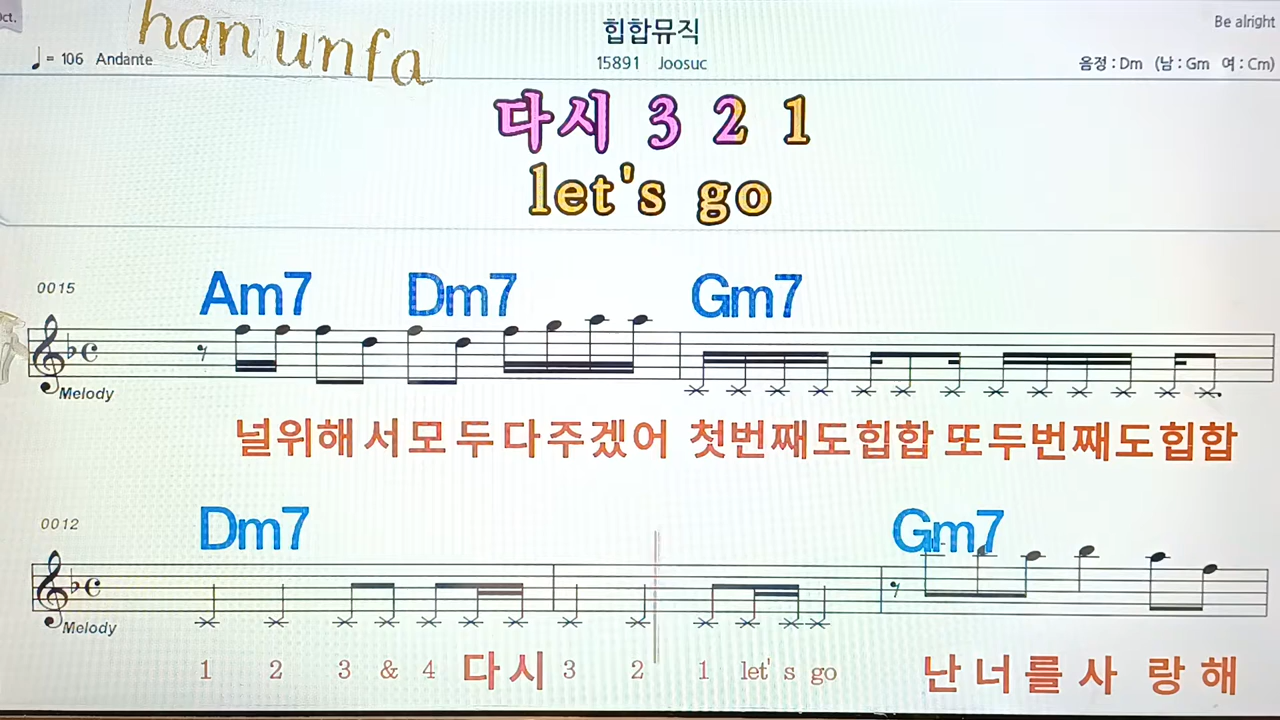 Oct.
han unfa
힙합뮤직
Be alright
♩= 106 Andante
15891 Joosuc
음정 : Dm (남 : Gm 여 : Cm)
다시 3 2 1
let's go
0015
Am7 Dm7 Gm7
Melody
널위해서모두다주겠어 첫번째도힙합 또두번째도힙합
0012
Dm7 Gm7
Melody
1 2 3 & 4 다시 3 2 1 let's go 난너를사랑해